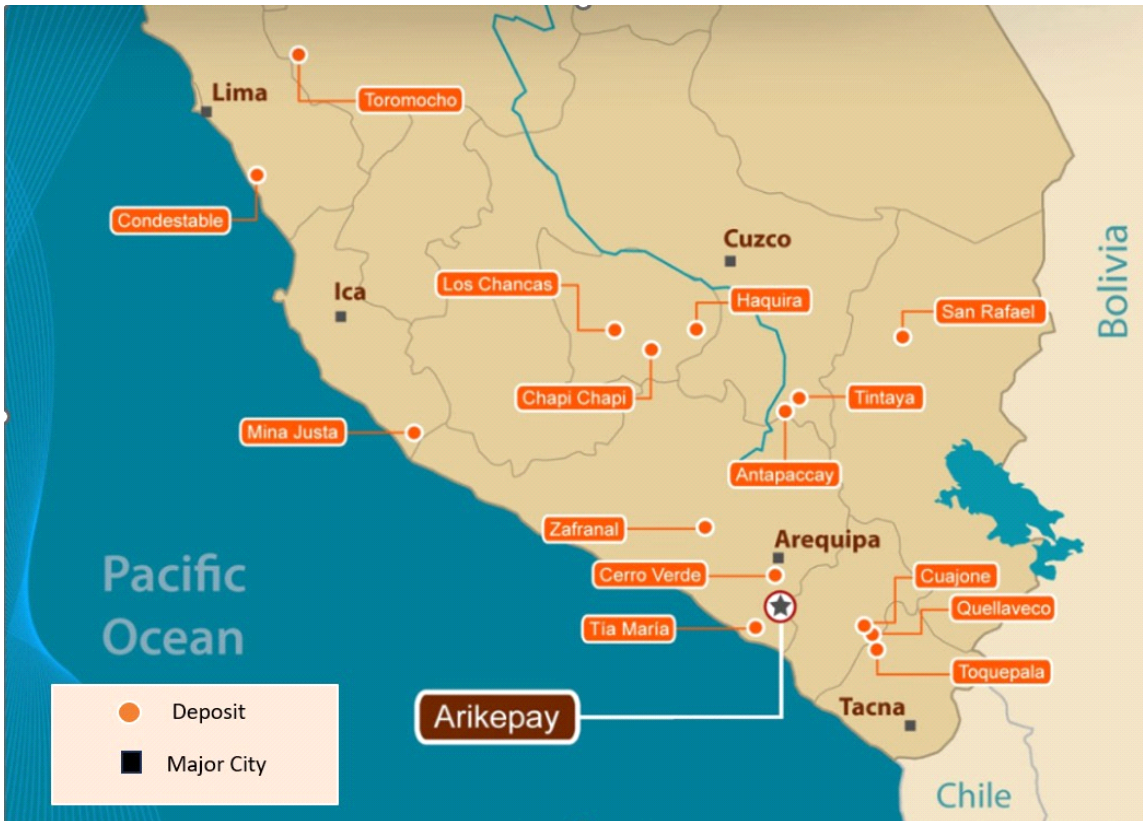 Lima
Toromocho
Condestable
Cuzco
Bolivia
Los Chancas
Ica
Haquira
San Rafael
Chapi Chapi
Tintaya
Mina Justa
Antapaccay
Zafranal
Arequipa
Pacific
Ocean
Cerro Verde
Cuajone
Quellaveco
Tía María
Toquepala
Arikepay
Tacna
Deposit
Major City
Chile